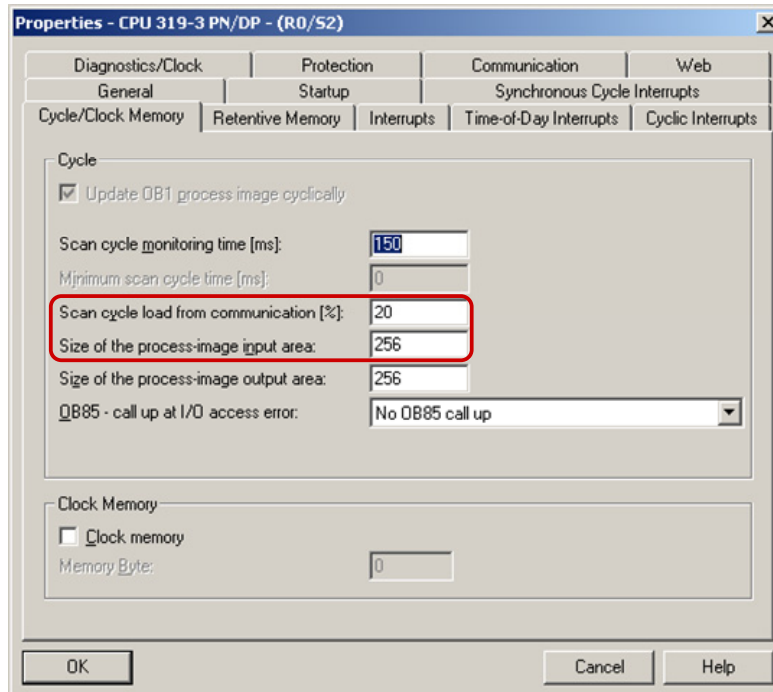 Properties - CPU 319-3 PN/DP - (R0/S2)
Diagnostics/Clock Protection Communication Web
General Startup Synchronous Cycle Interrupts
Cycle/Clock Memory Retentive Memory Interrupts Time-of-Day Interrupts Cyclic Interrupts
Cycle
Update OB1 process image cyclically
Scan cycle monitoring time [ms]: 150
Minimum scan cycle time [ms]: 0
Scan cycle load from communication [%]: 20
Size of the process-image input area: 256
Size of the process-image output area: 256
OB85 - call up at I/O access error: No OB85 call up
Clock Memory
Clock memory
Memory Byte: 0
OK Cancel Help